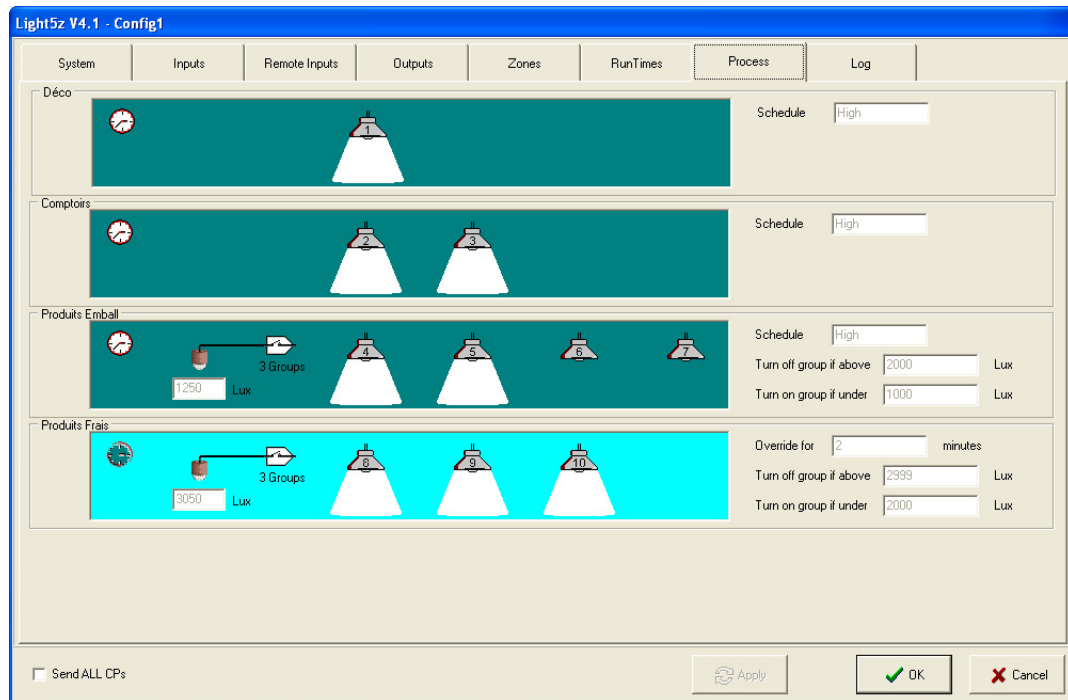 Light5z V4.1 - Config1
System Inputs Remote Inputs Outputs Zones RunTimes Process Log
Déco
1
Schedule High
Comptoirs
2 3
Schedule High
Produits Emball
3 Groups
1250 Lux
4 5 6 7
Schedule High
Turn off group if above 2000 Lux
Turn on group if under 1000 Lux
Produits Frais
3 Groups
3050 Lux
8 9 10
Override for 2 minutes
Turn off group if above 2999 Lux
Turn on group if under 2000 Lux
Send ALL CPs
Apply OK Cancel